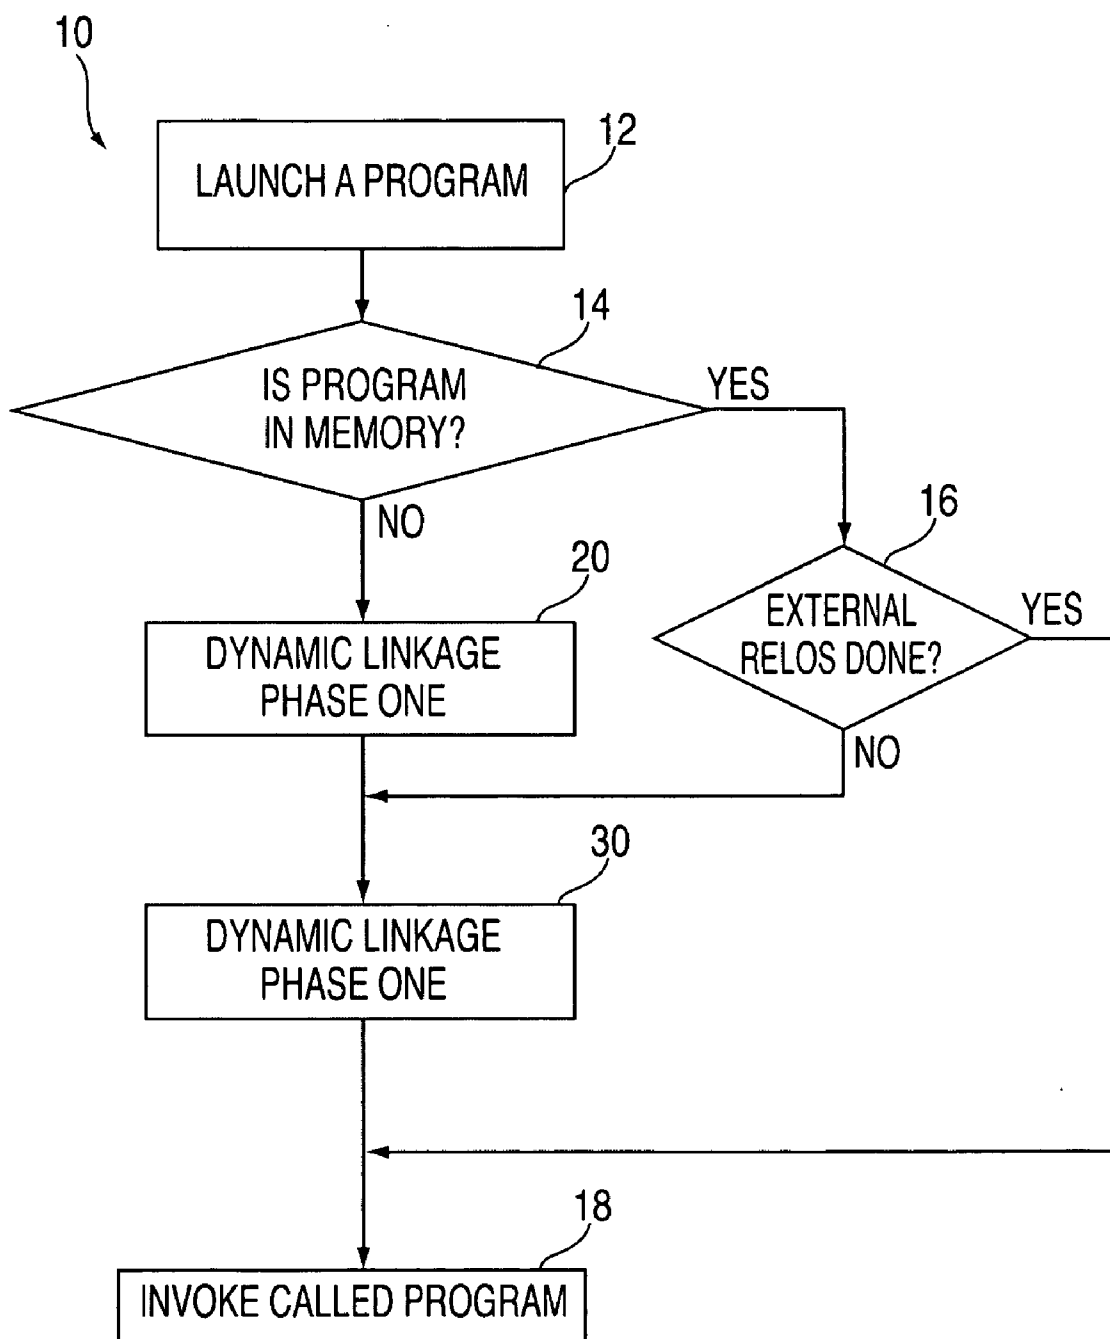 10
12
LAUNCH A PROGRAM
14
IS PROGRAM
IN MEMORY?
YES
NO
16
EXTERNAL
RELOS DONE?
YES
NO
20
DYNAMIC LINKAGE
PHASE ONE
30
DYNAMIC LINKAGE
PHASE ONE
18
INVOKE CALLED PROGRAM